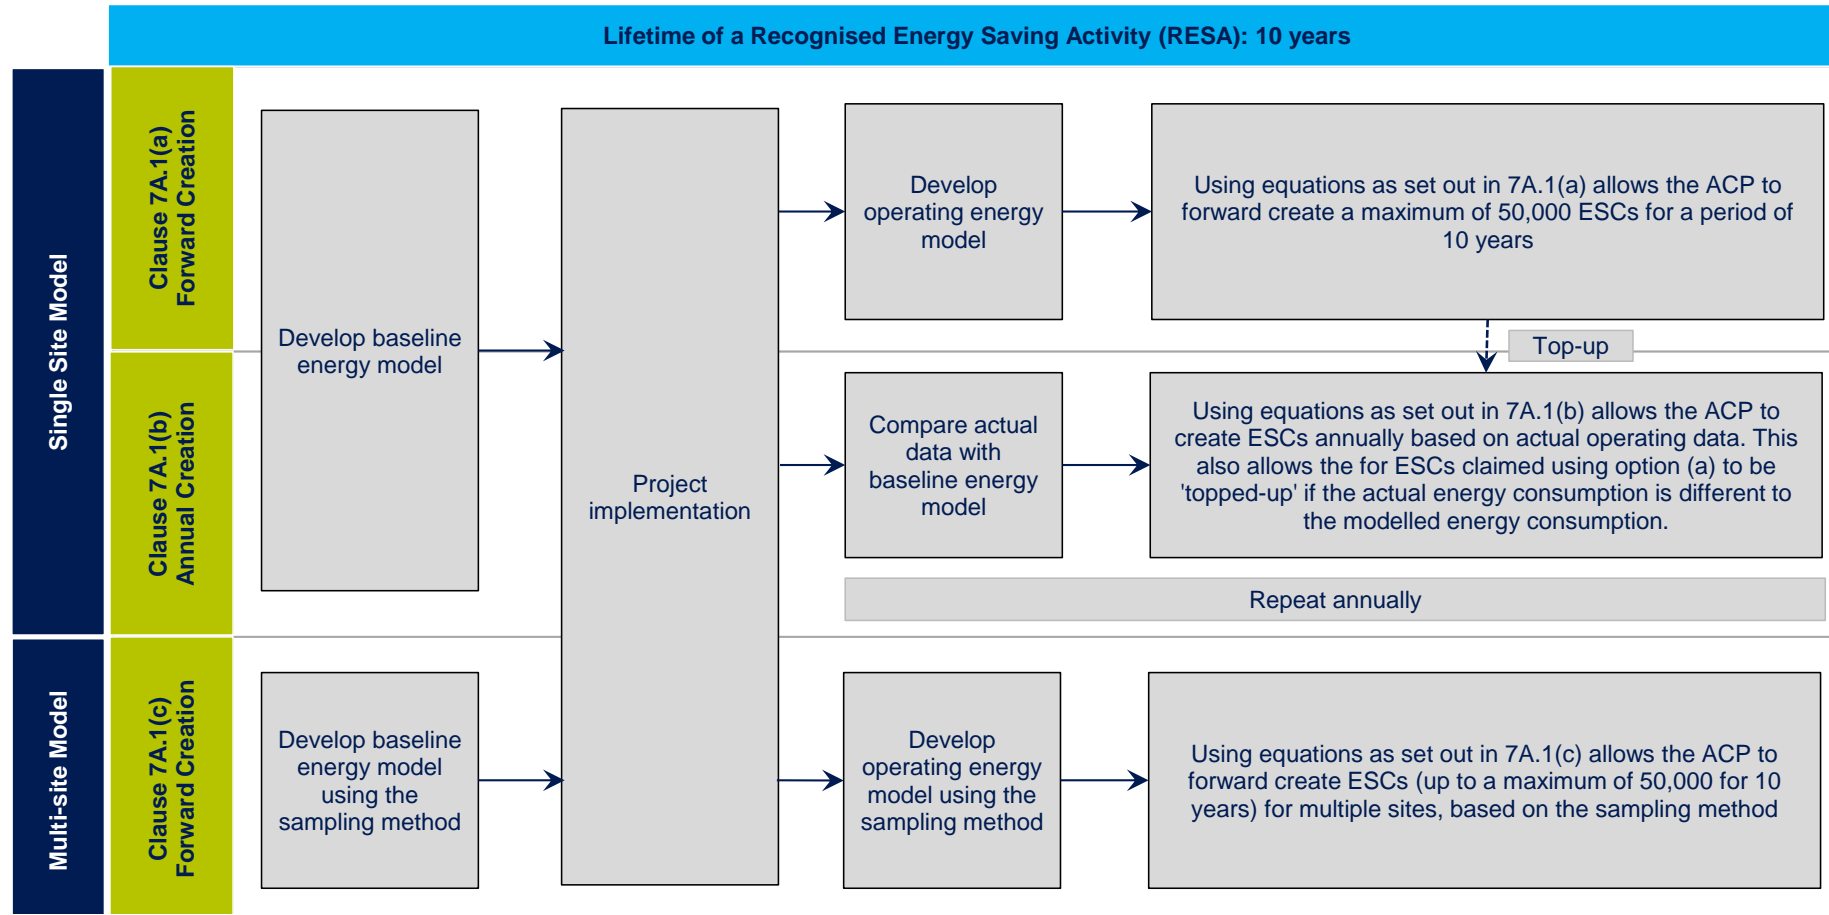 Lifetime of a Recognised Energy Saving Activity (RESA): 10 years
Single Site Model
Clause 7A.1(a)
Forward Creation
Develop baseline
energy model
Project
implementation
Develop
operating energy
model
Using equations as set out in 7A.1(a) allows the ACP to
forward create a maximum of 50,000 ESCs for a period of
10 years
Top-up
Clause 7A.1(b)
Annual Creation
Compare actual
data with
baseline energy
model
Using equations as set out in 7A.1(b) allows the ACP to
create ESCs annually based on actual operating data. This
also allows the for ESCs claimed using option (a) to be
'topped-up' if the actual energy consumption is different to
the modelled energy consumption.
Repeat annually
Multi-site Model
Clause 7A.1(c)
Forward Creation
Develop baseline
energy model
using the
sampling method
Develop
operating energy
model using the
sampling method
Using equations as set out in 7A.1(c) allows the ACP to
forward create ESCs (up to a maximum of 50,000 for 10
years) for multiple sites, based on the sampling method